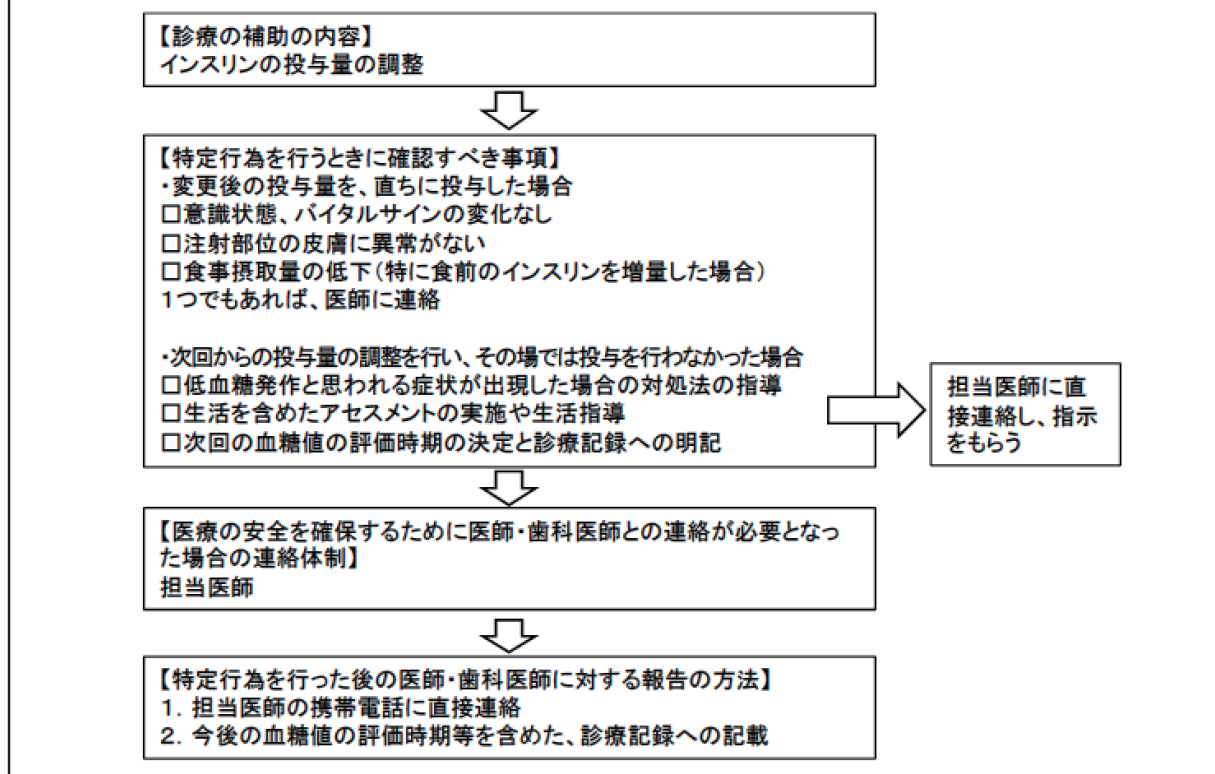 【診療の補助の内容】
インスリンの投与量の調整
【特定行為を行うときに確認すべき事項】
・変更後の投与量を、直ちに投与した場合
□意識状態、バイタルサインの変化なし
□注射部位の皮膚に異常がない
□食事摂取量の低下(特に食前のインスリンを増量した場合)
1つでもあれば、医師に連絡
・次回からの投与量の調整を行い、その場では投与を行わなかった場合
□低血糖発作と思われる症状が出現した場合の対処法の指導
□生活を含めたアセスメントの実施や生活指導
□次回の血糖値の評価時期の決定と診療記録への明記
担当医師に直
接連絡し、指示
をもらう
【医療の安全を確保するために医師・歯科医師との連絡が必要となっ
た場合の連絡体制】
担当医師
【特定行為を行った後の医師・歯科医師に対する報告の方法】
1. 担当医師の携帯電話に直接連絡
2. 今後の血糖値の評価時期等を含めた、診療記録への記載